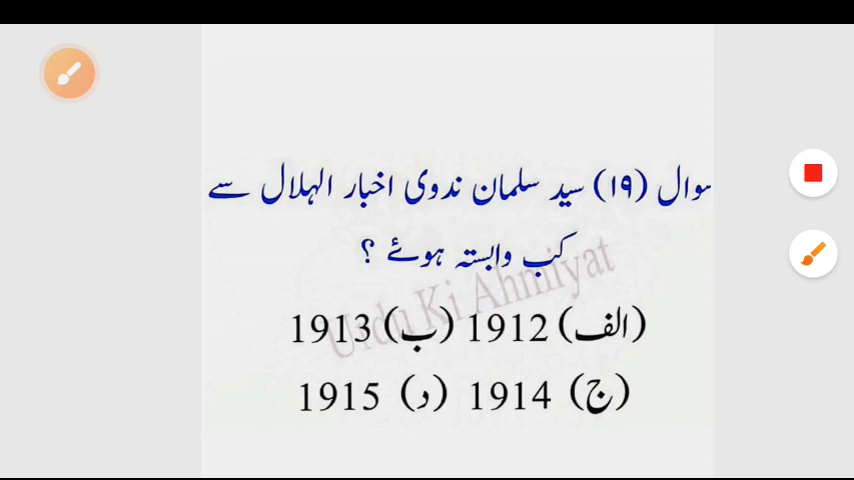 سوال (۱۹) سید سلمان ندوی اخبار الہلال سے
کب وابستہ ہوئے ؟
(الف) 1912 (ب) 1913
(ج) 1914 (د) 1915
Urdu Ki Ahmiyat